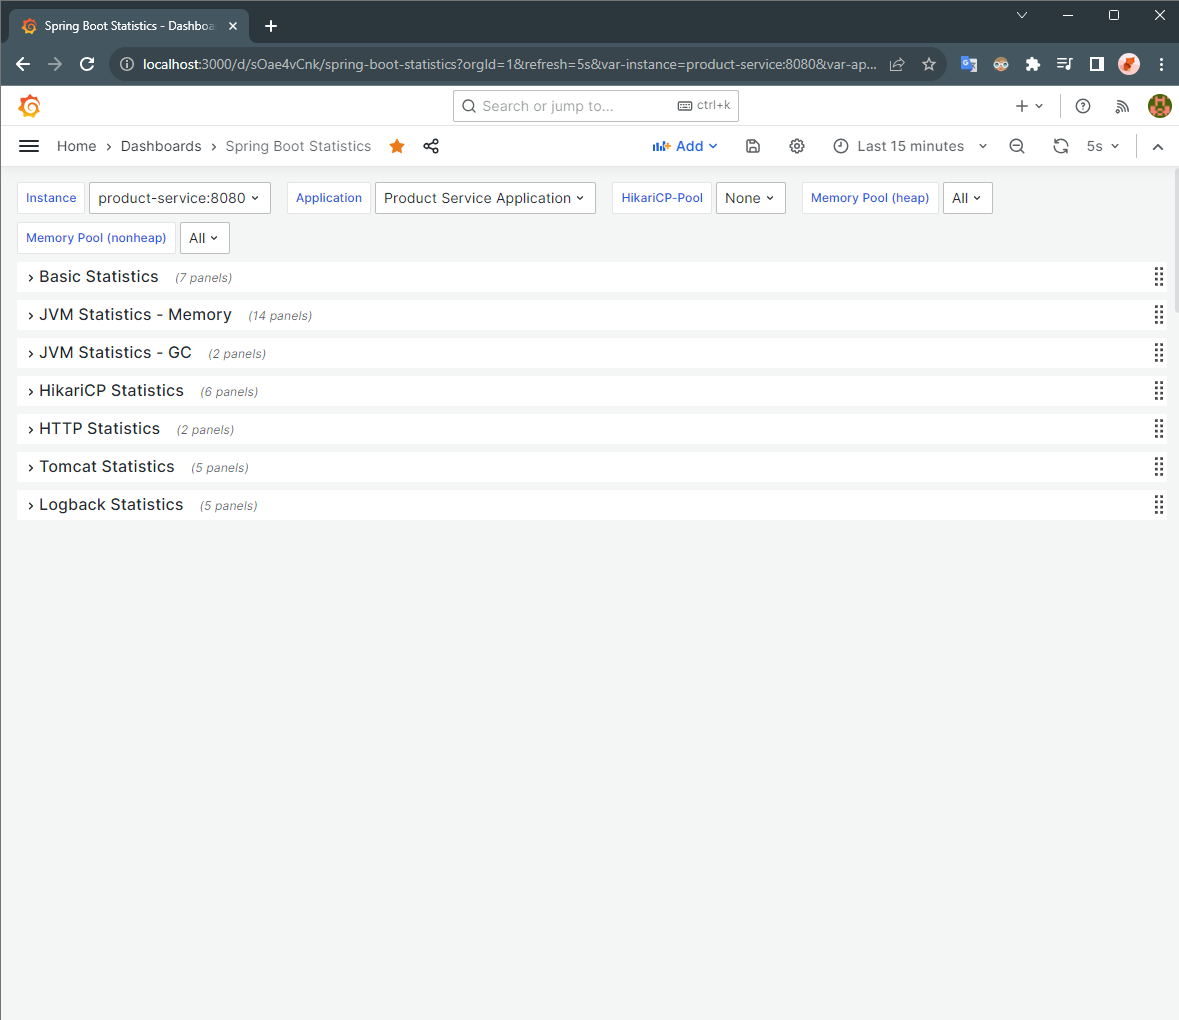 Spring Boot Statistics - Dashboa
localhost:3000/d/sOae4vCnk/spring-boot-statistics?orgId=1&refresh=5s&var-instance=product-service:8080&var-ap...
Search or jump to... ctrl+k
Home › Dashboards › Spring Boot Statistics Add Last 15 minutes 5s
Instance product-service:8080 Application Product Service Application HikariCP-Pool None Memory Pool (heap) All
Memory Pool (nonheap) All
Basic Statistics (7 panels)
JVM Statistics - Memory (14 panels)
JVM Statistics - GC (2 panels)
HikariCP Statistics (6 panels)
HTTP Statistics (2 panels)
Tomcat Statistics (5 panels)
Logback Statistics (5 panels)